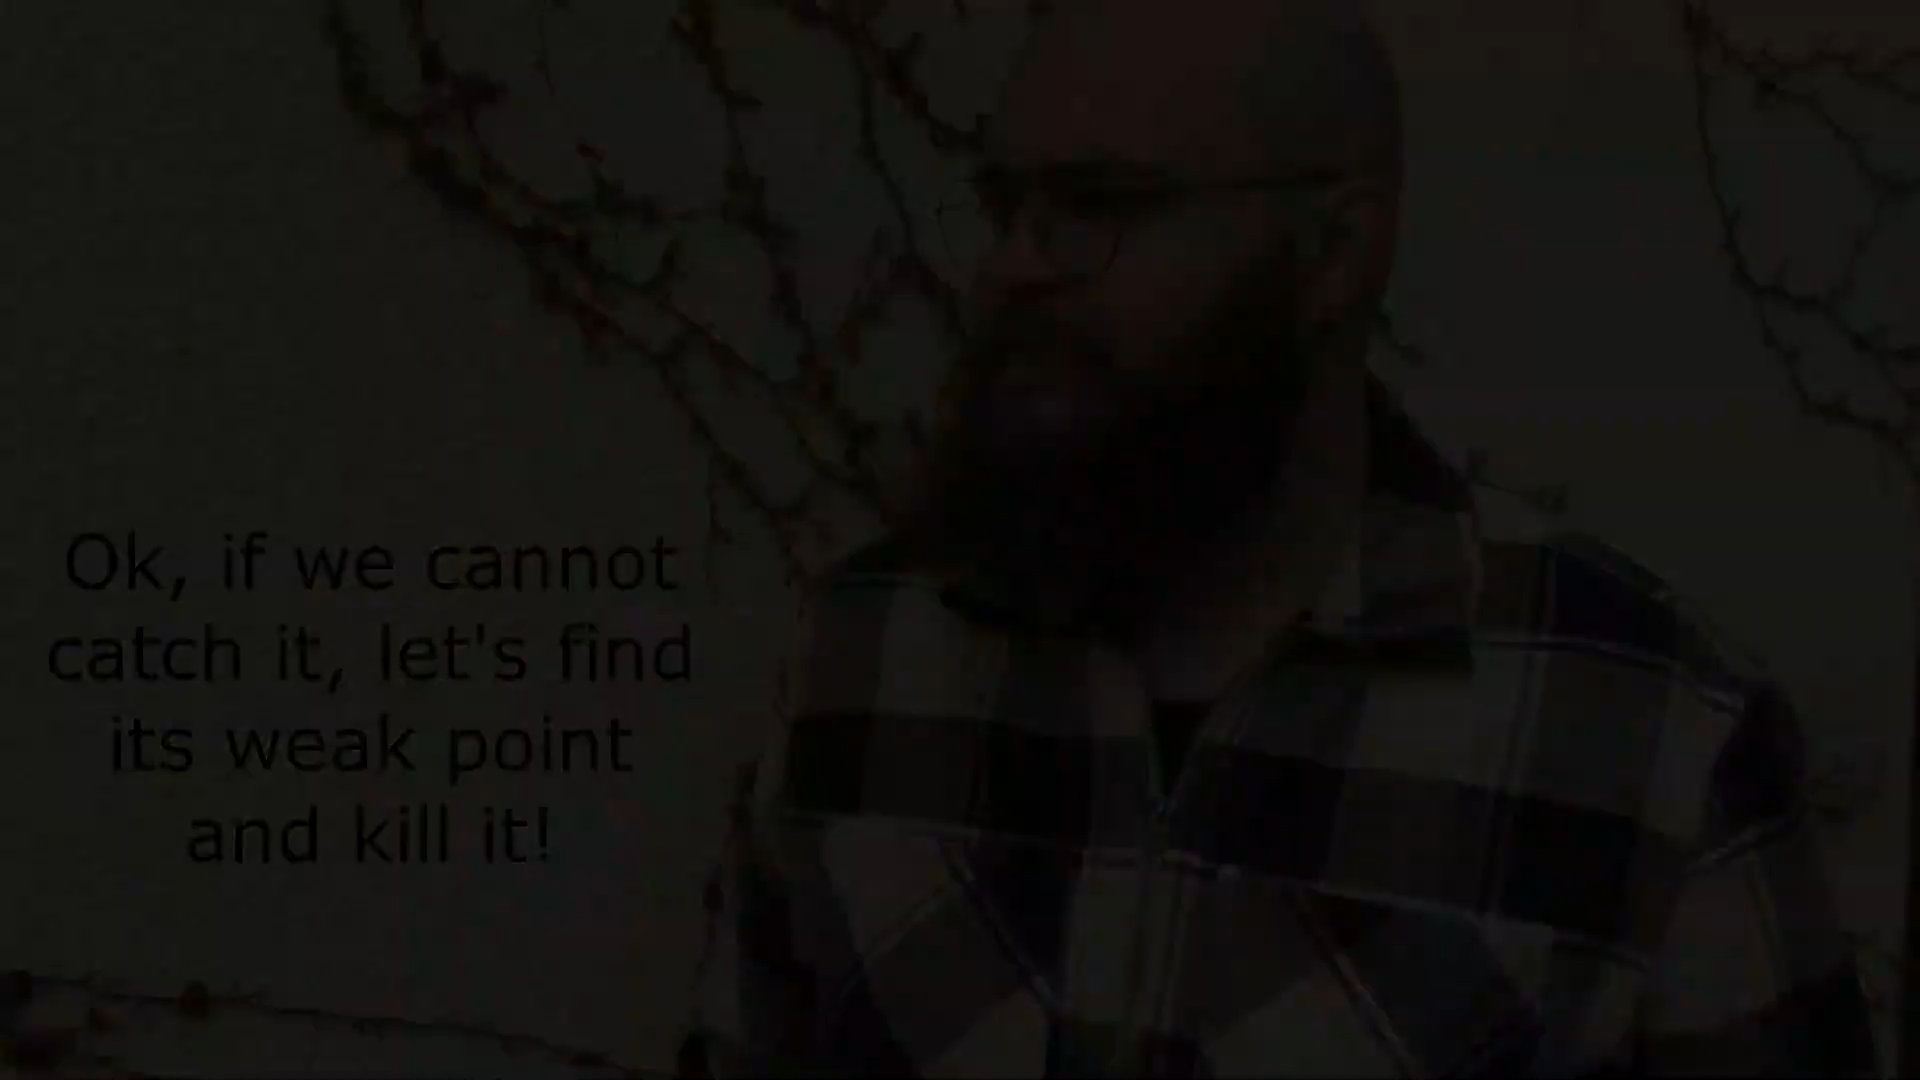 Ok, if we cannot
catch it, let's find
its weak point
and kill it!